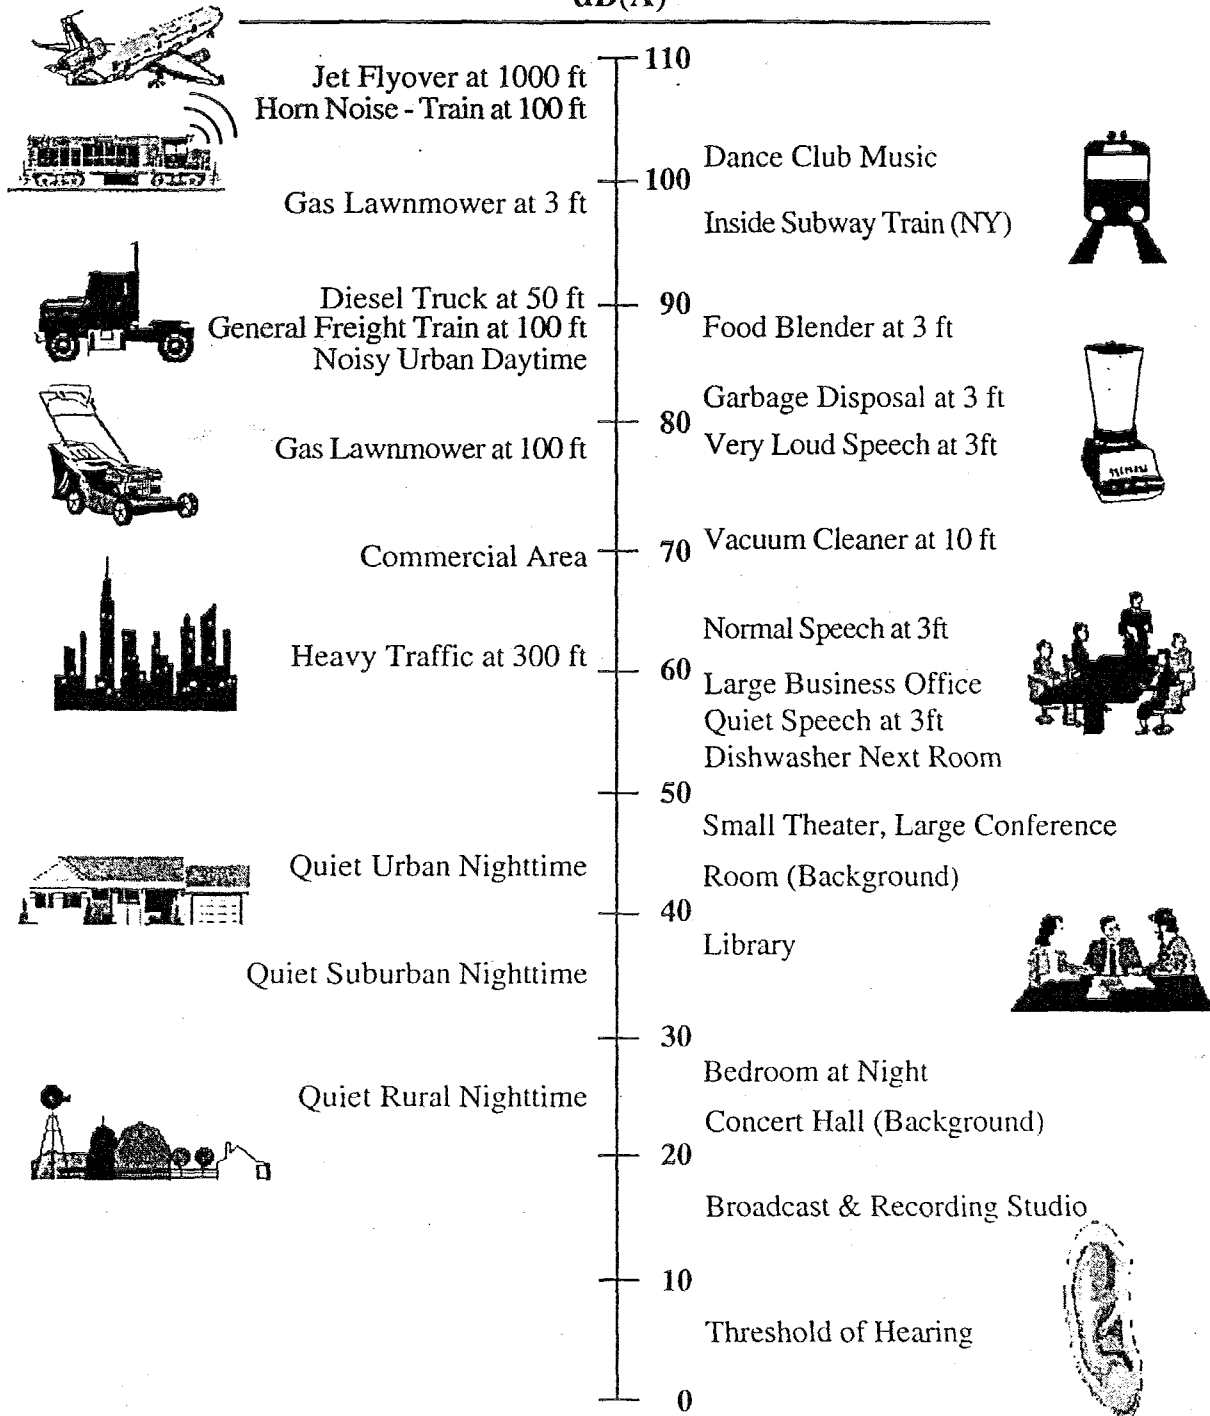 dB(A)
110
Jet Flyover at 1000 ft
Horn Noise - Train at 100 ft
Dance Club Music
100
Gas Lawnmower at 3 ft
Inside Subway Train (NY)
Diesel Truck at 50 ft
90
General Freight Train at 100 ft
Food Blender at 3 ft
Noisy Urban Daytime
Garbage Disposal at 3 ft
80
Gas Lawnmower at 100 ft
Very Loud Speech at 3ft
Commercial Area
70
Vacuum Cleaner at 10 ft
Normal Speech at 3ft
Heavy Traffic at 300 ft
60
Large Business Office
Quiet Speech at 3ft
Dishwasher Next Room
50
Small Theater, Large Conference
Quiet Urban Nighttime
Room (Background)
40
Library
Quiet Suburban Nighttime
30
Bedroom at Night
Quiet Rural Nighttime
Concert Hall (Background)
20
Broadcast & Recording Studio
10
Threshold of Hearing
0